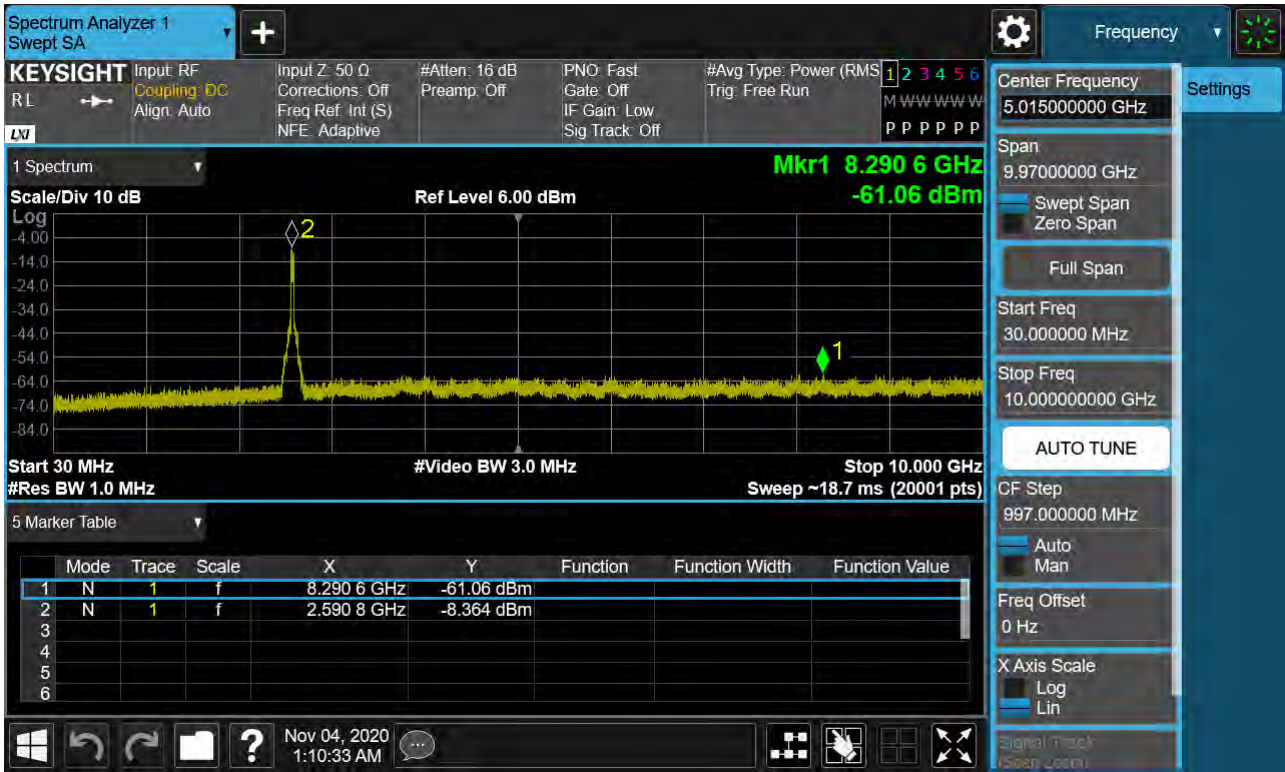 Spectrum Analyzer 1
Swept SA
+
Frequency
KEYSIGHT
RL
LXI
Input: RF
Coupling: DC
Align: Auto
Input Z: 50 Ω
Corrections: Off
Freq Ref: Int (S)
NFE: Adaptive
#Atten: 16 dB
Preamp: Off
PNO: Fast
Gate: Off
IF Gain: Low
Sig Track: Off
#Avg Type: Power (RMS
Trig: Free Run
1 2 3 4 5 6
M W W W W W
P P P P P P
1 Spectrum
Scale/Div 10 dB
Ref Level 6.00 dBm
Mkr1 8.290 6 GHz
-61.06 dBm
Log
-4.00
-14.0
-24.0
-34.0
-44.0
-54.0
-64.0
-74.0
-84.0
2
1
Start 30 MHz
#Video BW 3.0 MHz
Stop 10.000 GHz
#Res BW 1.0 MHz
Sweep ~18.7 ms (20001 pts)
5 Marker Table
Mode Trace Scale X Y Function Function Width Function Value
1 N 1 f 8.290 6 GHz -61.06 dBm
2 N 1 f 2.590 8 GHz -8.364 dBm
3
4
5
6
?
Nov 04, 2020
1:10:33 AM
Center Frequency
5.015000000 GHz
Settings
Span
9.97000000 GHz
Swept Span
Zero Span
Full Span
Start Freq
30.000000 MHz
Stop Freq
10.000000000 GHz
AUTO TUNE
CF Step
997.000000 MHz
Auto
Man
Freq Offset
0 Hz
X Axis Scale
Log
Lin
Signal Track
(Span Zoom)